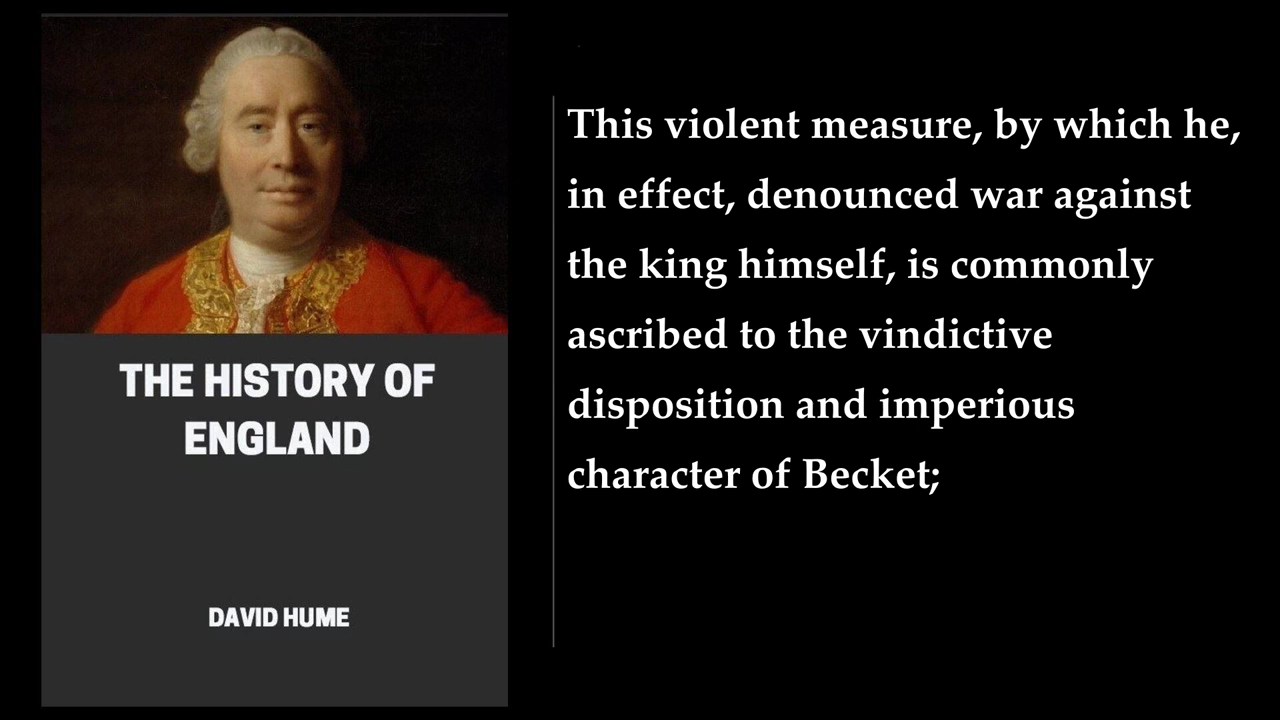 THE HISTORY OF
ENGLAND
DAVID HUME
This violent measure, by which he,
in effect, denounced war against
the king himself, is commonly
ascribed to the vindictive
disposition and imperious
character of Becket;